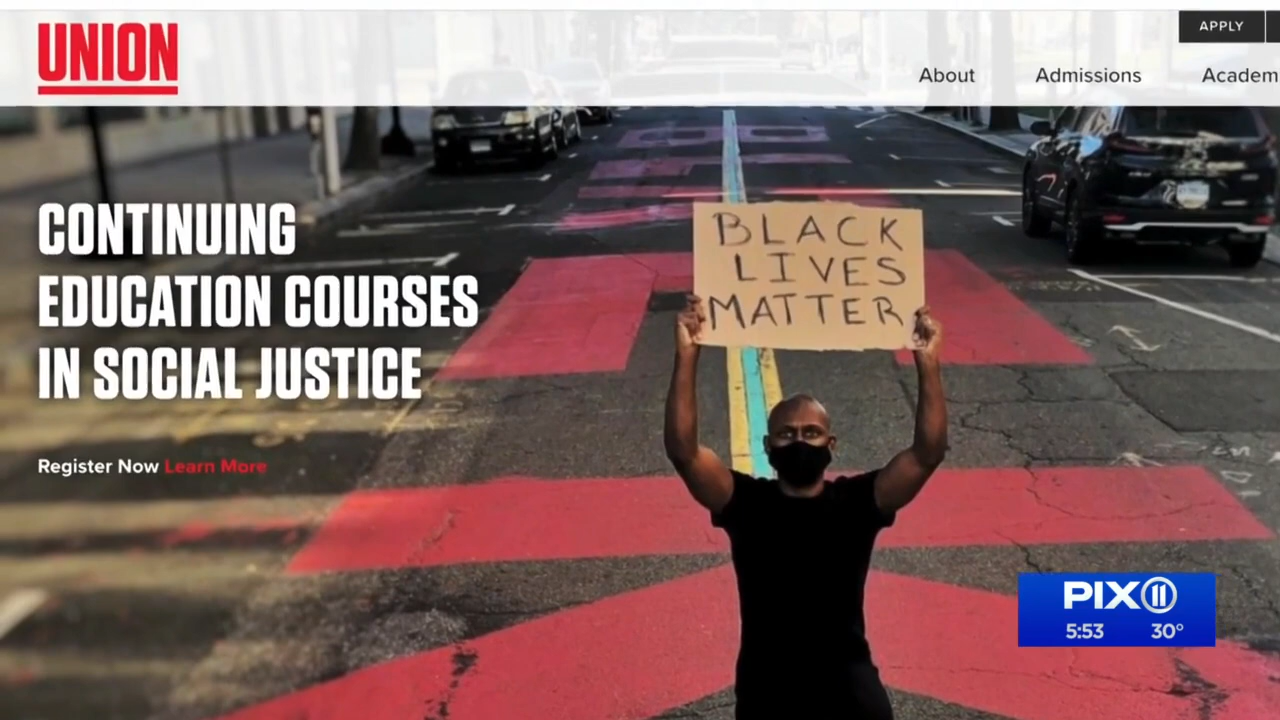 UNION
APPLY
About
Admissions
Academ
CONTINUING
EDUCATION COURSES
IN SOCIAL JUSTICE
BLACK
LIVES
MATTER
Register Now Learn More
PIX11
5:53 30°